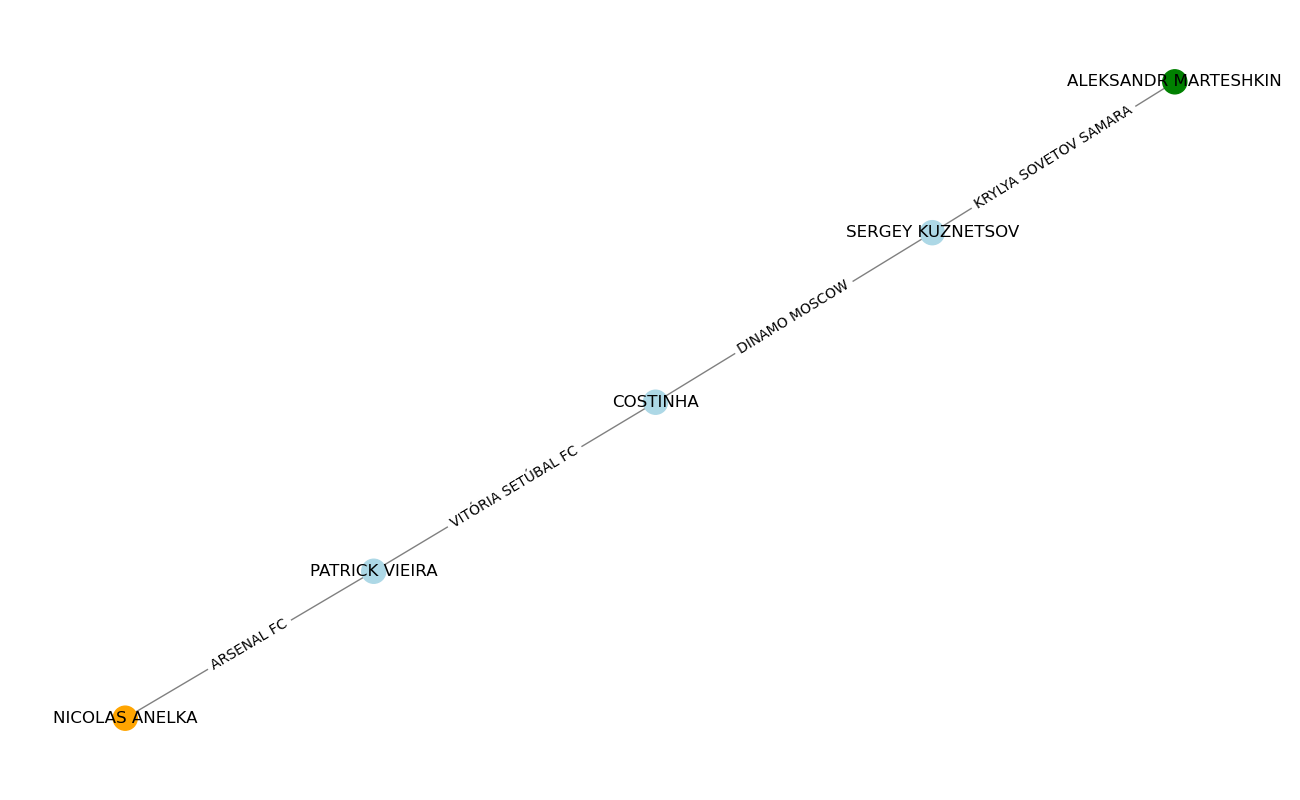 ALEKSANDR MARTESHKIN
KRYLYA SOVETOV SAMARA
SERGEY KUZNETSOV
DINAMO MOSCOW
COSTINHA
VITÓRIA SETÚBAL FC
PATRICK VIEIRA
ARSENAL FC
NICOLAS ANELKA